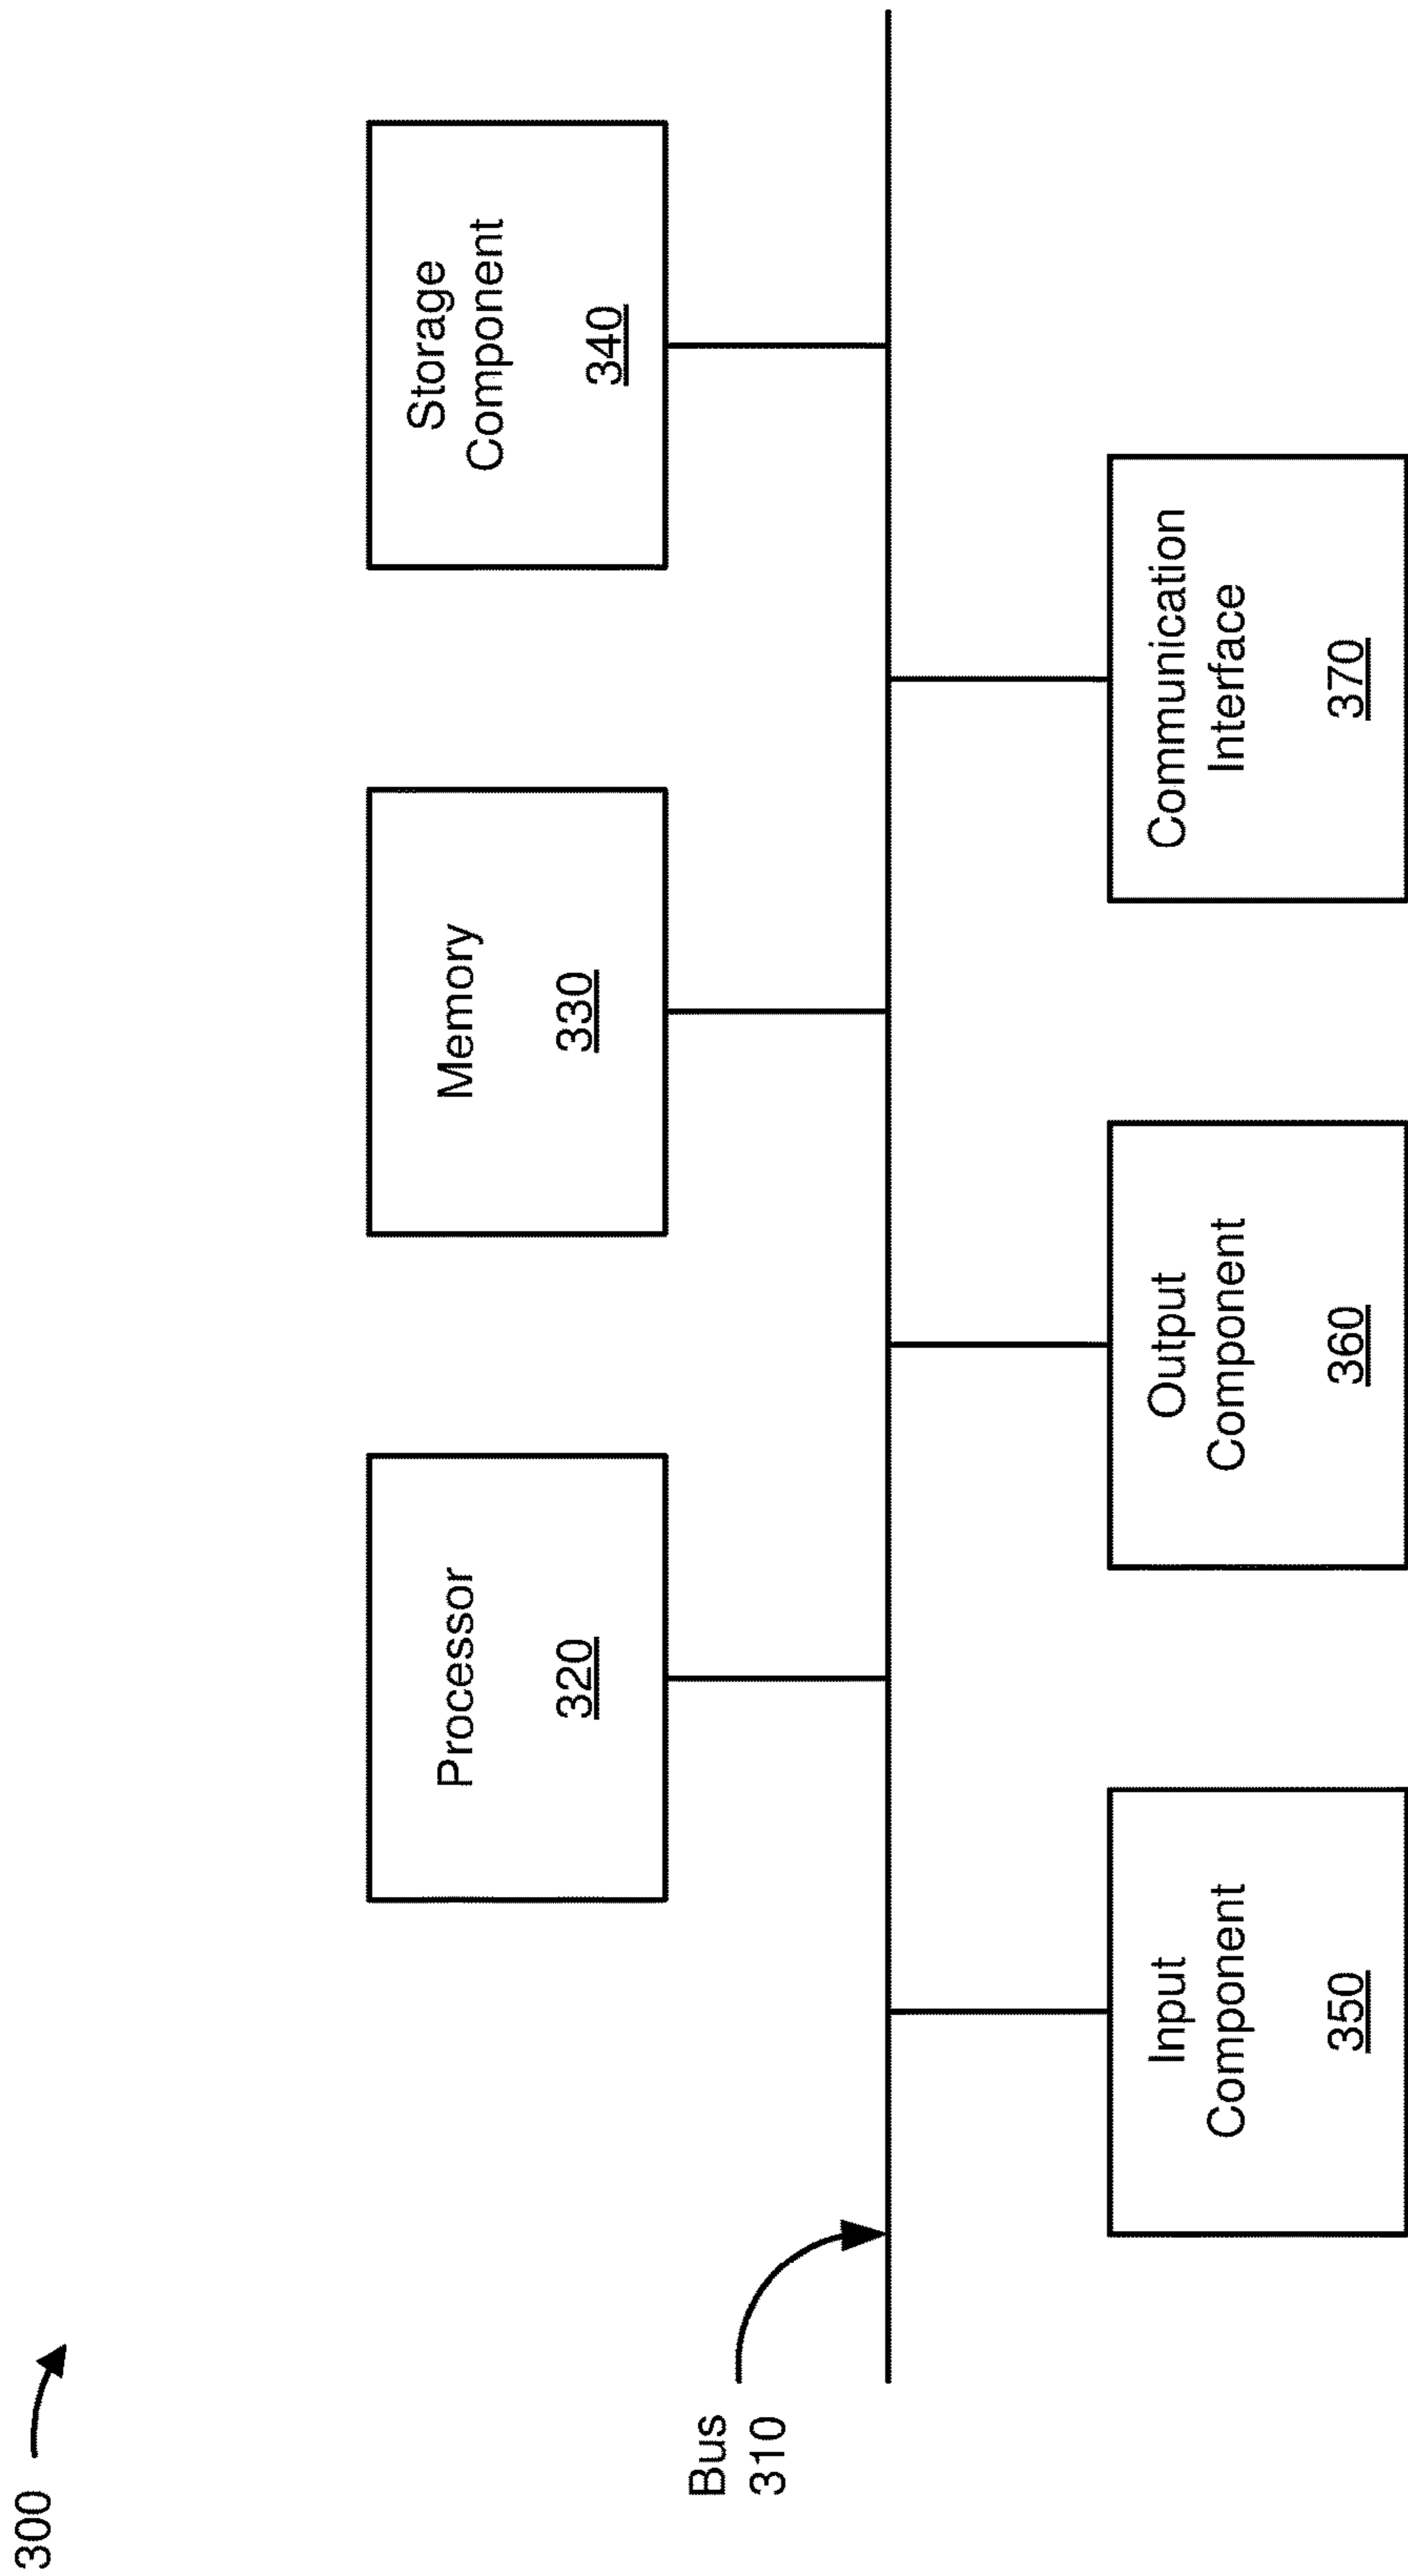 300
Processor
320
Memory
330
Storage
Component
340
Bus
310
Input
Component
350
Output
Component
360
Communication
Interface
370